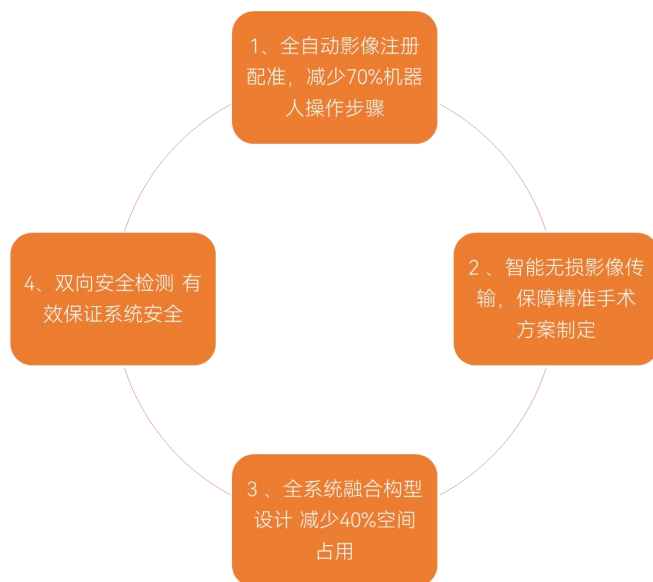 1、全自动影像注册
配准，减少70%机器
人操作步骤
2 、智能无损影像传
输，保障精准手术
方案制定
3 、全系统融合构型
设计 减少40%空间
占用
4、双向安全检测 有
效保证系统安全